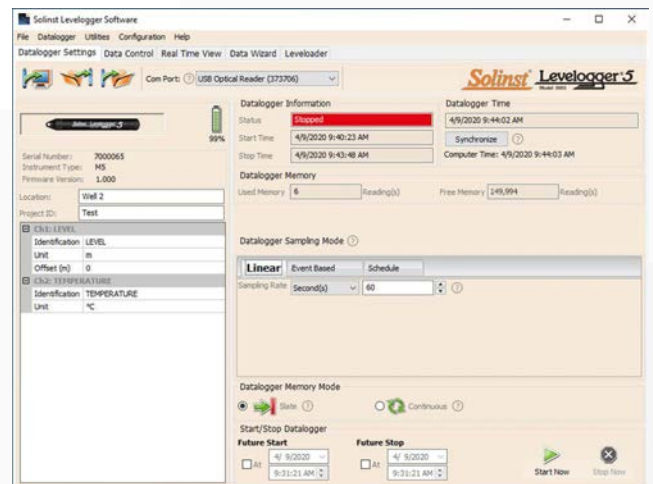 Solinst Levelogger Software
File Datalogger Utilities Configuration Help
Datalogger Settings Data Control Real Time View Data Wizard Leveloader
Com Port: USB Optical Reader (373706)
Solinst Levelogger 5
Datalogger Information
Status Stopped
Start Time 4/9/2020 9:40:23 AM
Stop Time 4/9/2020 9:43:48 AM
Datalogger Time
4/9/2020 9:44:02 AM
Synchronize
Computer Time: 4/9/2020 9:44:03 AM
99%
Serial Number: 7000065
Instrument Type: M5
Firmware Version: 1.000
Location: Well 2
Project ID: Test
Datalogger Memory
Used Memory 6 Reading(s) Free Memory 149,994 Reading(s)
Ch1: LEVEL
Identification LEVEL
Unit m
Offset (m) 0
Ch2: TEMPERATURE
Identification TEMPERATURE
Unit °C
Datalogger Sampling Mode
Linear Event Based Schedule
Sampling Rate Second(s) 60
Datalogger Memory Mode
Slate Continuous
Start/Stop Datalogger
Future Start Future Stop
At 4/ 9/2020 At 4/ 9/2020
9:31:21 AM 9:31:21 AM
Start Now Stop Now